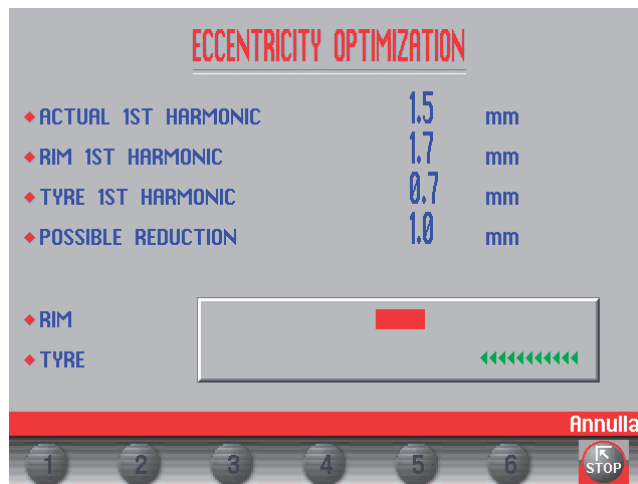 ECCENTRICITY OPTIMIZATION
ACTUAL 1ST HARMONIC 1.5 mm
RIM 1ST HARMONIC 1.7 mm
TYRE 1ST HARMONIC 0.7 mm
POSSIBLE REDUCTION 1.0 mm
RIM
TYRE
Annulla
1 2 3 4 5 6 STOP